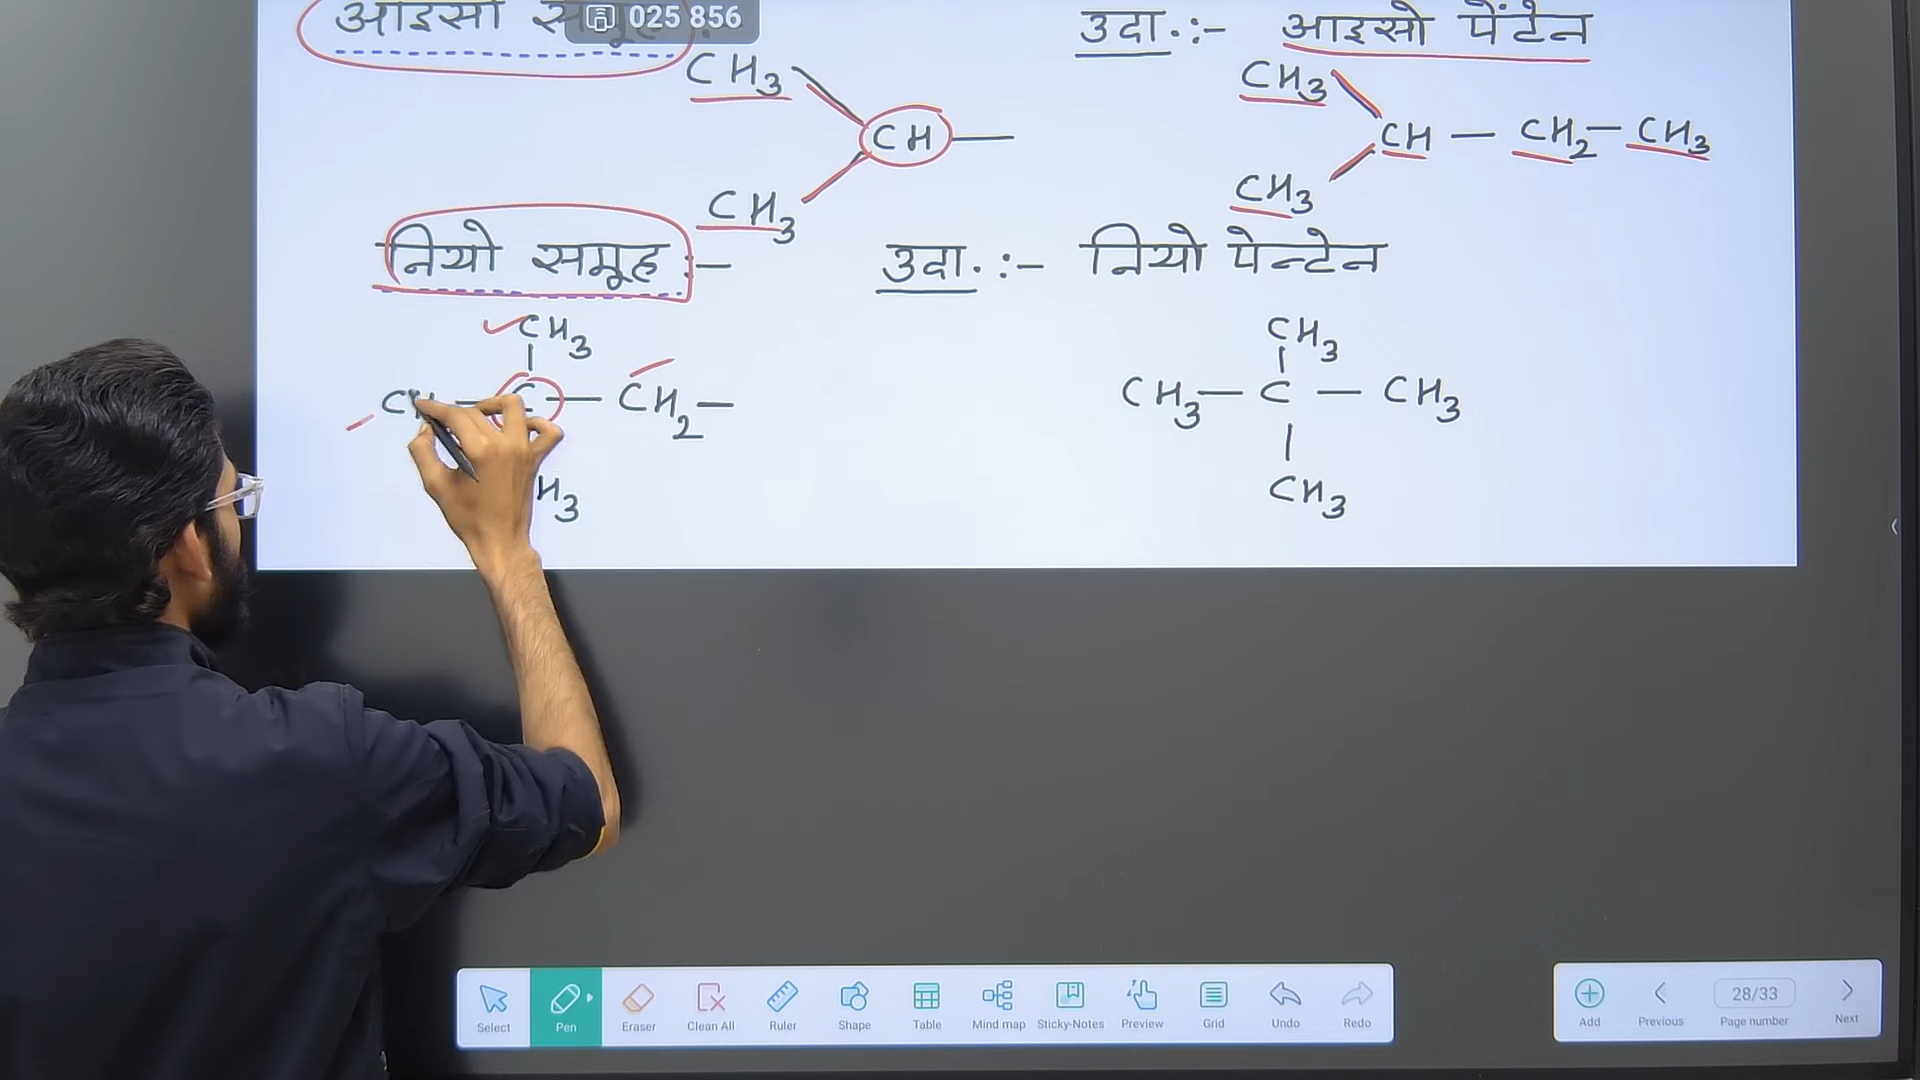 आइसो समूह :
025 856
उदा. :- आइसो पेंटेन
CH3
CH
CH3
CH3
CH — CH2 — CH3
CH3
नियो समूह :-
उदा. :- नियो पेन्टेन
CH3
C — CH2 —
H3
CH3
CH3 — C — CH3
CH3
Select
Pen
Eraser
Clean All
Ruler
Shape
Table
Mind map
Sticky-Notes
Preview
Grid
Undo
Redo
Add
Previous
28/33
Page number
Next